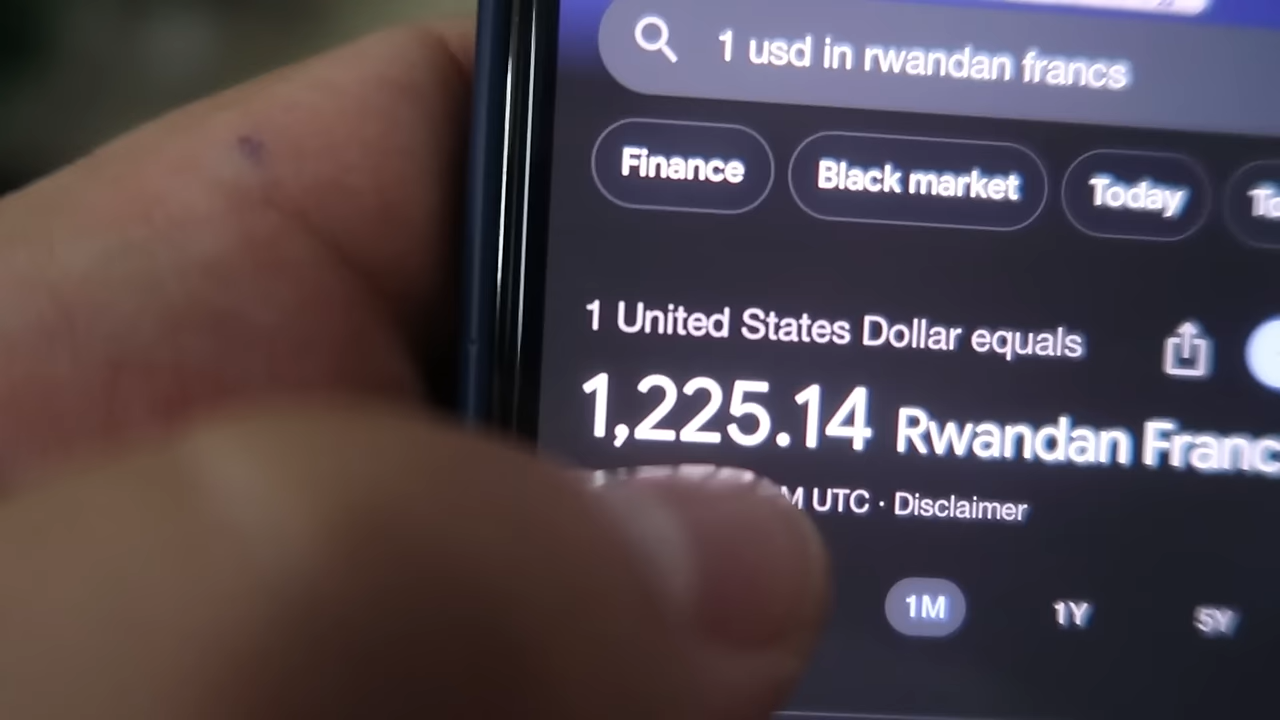 1 usd in rwandan francs
Finance Black market Today
1 United States Dollar equals
1,225.14 Rwandan Franc
UTC · Disclaimer
1M 1Y 5Y